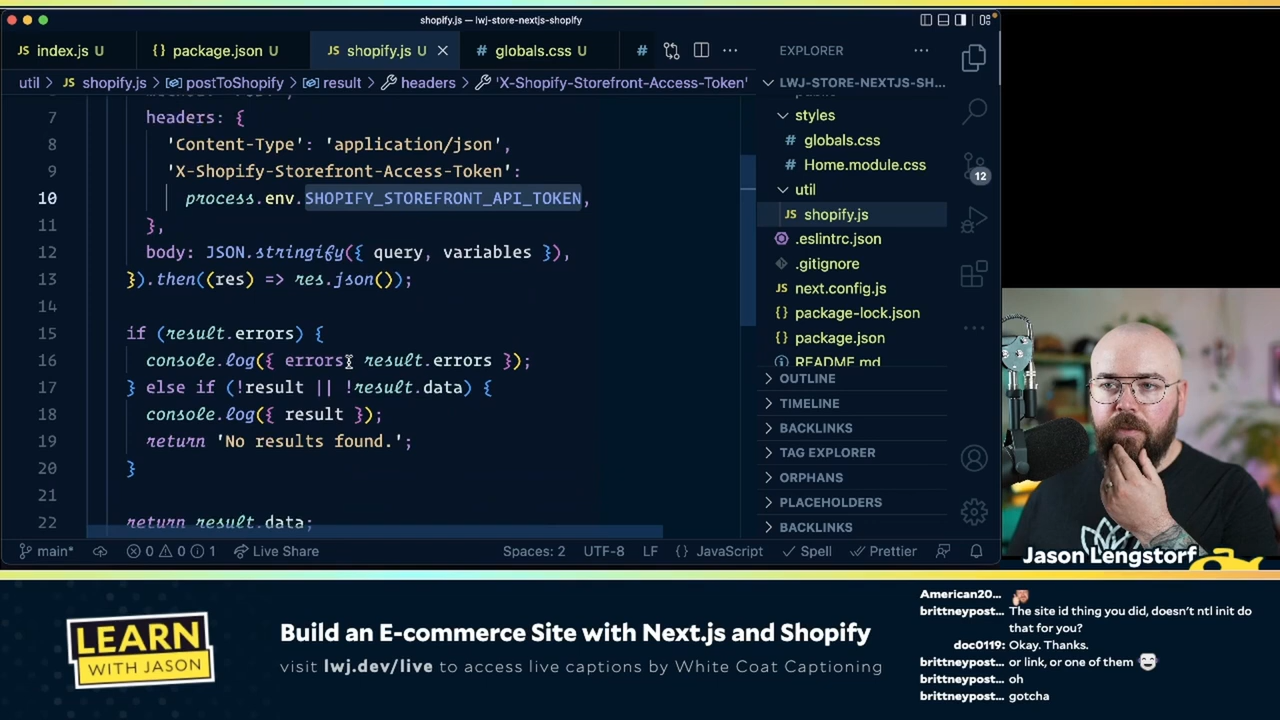 shopify.js — lwj-store-nextjs-shopify
JS index.js U
{} package.json U
JS shopify.js U
# globals.css U
#
EXPLORER
util > JS shopify.js > postToShopify > result > headers > 'X-Shopify-Storefront-Access-Token'
7 headers: {
8 'Content-Type': 'application/json',
9 'X-Shopify-Storefront-Access-Token':
10 process.env.SHOPIFY_STOREFRONT_API_TOKEN,
11 },
12 body: JSON.stringify({ query, variables }),
13 }).then((res) => res.json());
14
15 if (result.errors) {
16 console.log({ errors: result.errors });
17 } else if (!result || !result.data) {
18 console.log({ result });
19 return 'No results found.';
20 }
21
22 return result.data;
LWJ-STORE-NEXTJS-SH...
styles
# globals.css
# Home.module.css
util
JS shopify.js
.eslintrc.json
.gitignore
JS next.config.js
{} package-lock.json
{} package.json
README.md
OUTLINE
TIMELINE
BACKLINKS
TAG EXPLORER
ORPHANS
PLACEHOLDERS
BACKLINKS
12
main* 0 0 1 Live Share Spaces: 2 UTF-8 LF {} JavaScript Spell Prettier
Jason Lengstorf
LEARN
WITH JASON
Build an E-commerce Site with Next.js and Shopify
visit lwj.dev/live to access live captions by White Coat Captioning
American20...
brittneypost... The site id thing you did, doesn't ntl init do
that for you?
doc0119: Okay. Thanks.
brittneypost... or link, or one of them
brittneypost... oh
brittneypost... gotcha